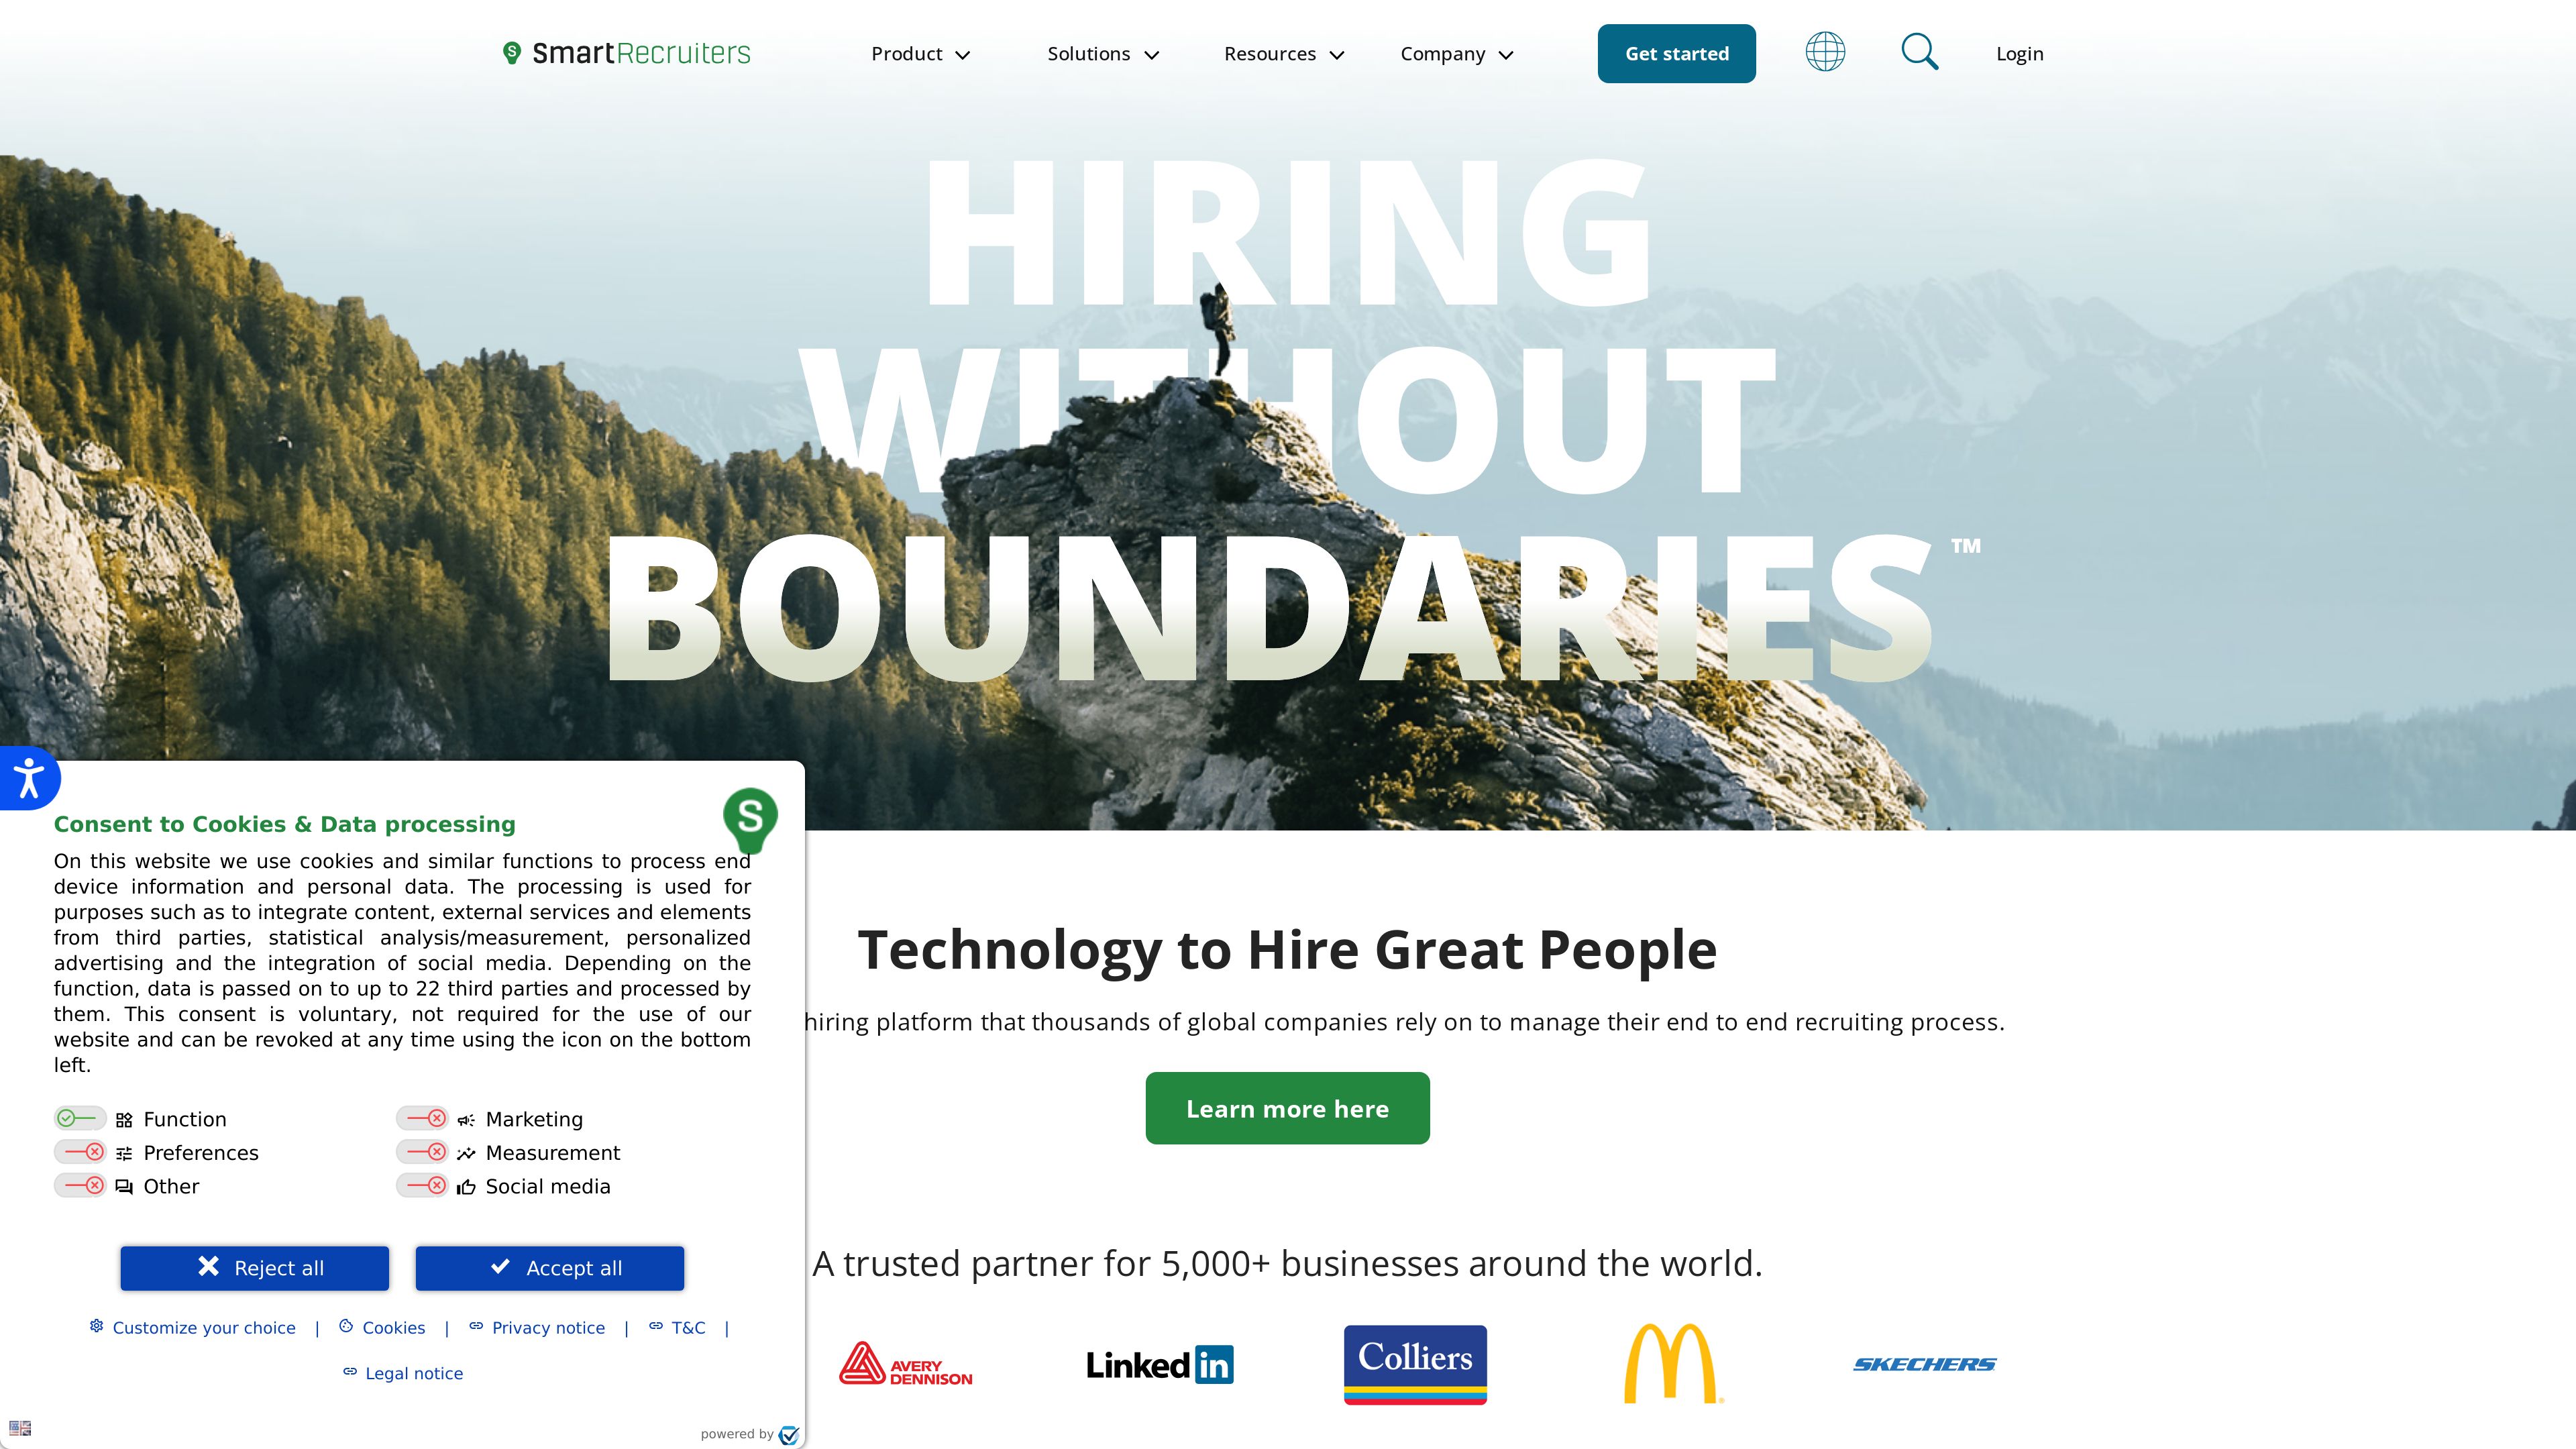 SmartRecruiters
Product
Solutions
Resources
Company
Get started
Login
HIRING
WITHOUT
BOUNDARIES™
S
Consent to Cookies & Data processing
On this website we use cookies and similar functions to process end
device information and personal data. The processing is used for
purposes such as to integrate content, external services and elements
from third parties, statistical analysis/measurement, personalized
advertising and the integration of social media. Depending on the
function, data is passed on to up to 22 third parties and processed by
them. This consent is voluntary, not required for the use of our
website and can be revoked at any time using the icon on the bottom
left.
Function
Marketing
Preferences
Measurement
Other
Social media
Reject all
Accept all
Customize your choice | Cookies | Privacy notice | T&C |
Legal notice
powered by
Technology to Hire Great People
hiring platform that thousands of global companies rely on to manage their end to end recruiting process.
Learn more here
A trusted partner for 5,000+ businesses around the world.
AVERY
DENNISON
Linked in
Colliers
SKECHERS